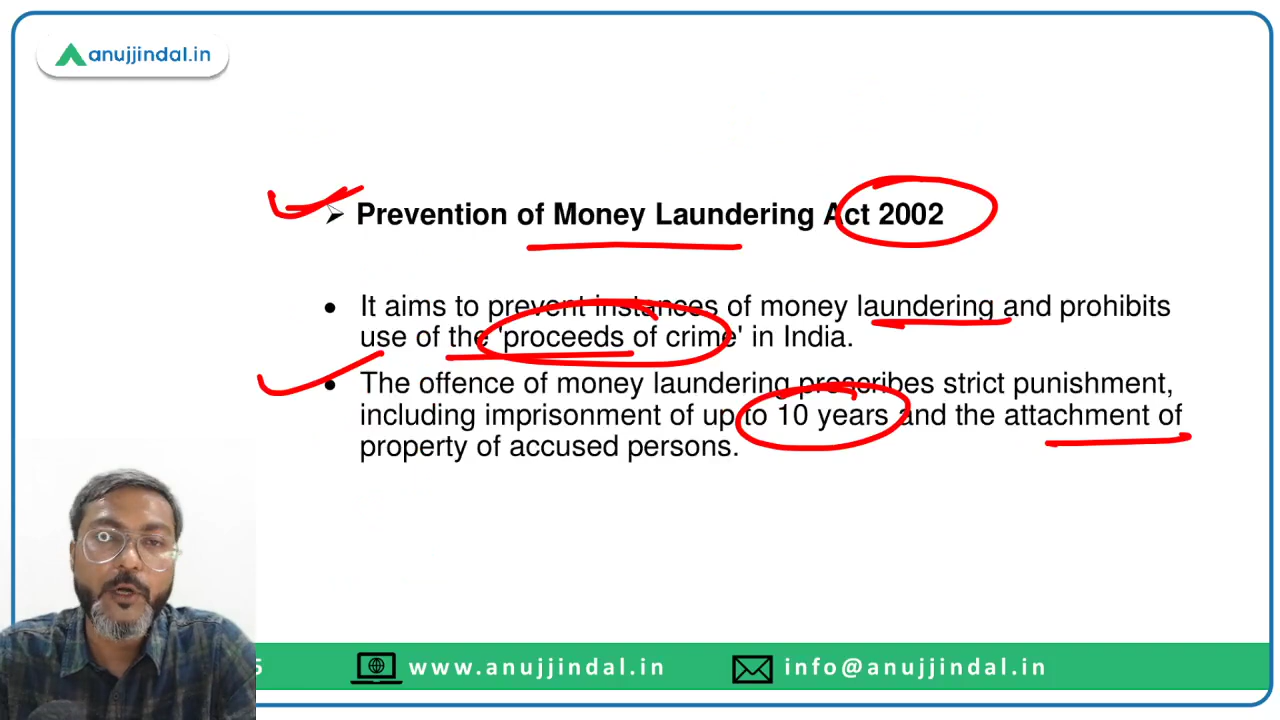 anujjindal.in
➢ Prevention of Money Laundering Act 2002
• It aims to prevent instances of money laundering and prohibits
use of the 'proceeds of crime' in India.
• The offence of money laundering prescribes strict punishment,
including imprisonment of up to 10 years and the attachment of
property of accused persons.
5 www.anujjindal.in info@anujjindal.in